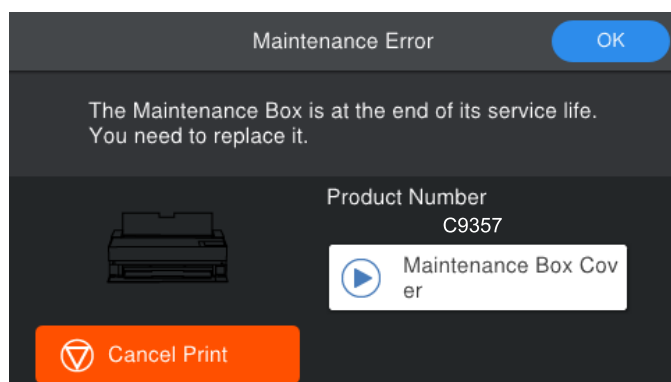 Maintenance Error
OK
The Maintenance Box is at the end of its service life.
You need to replace it.
Product Number
C9357
Maintenance Box Cov
er
Cancel Print